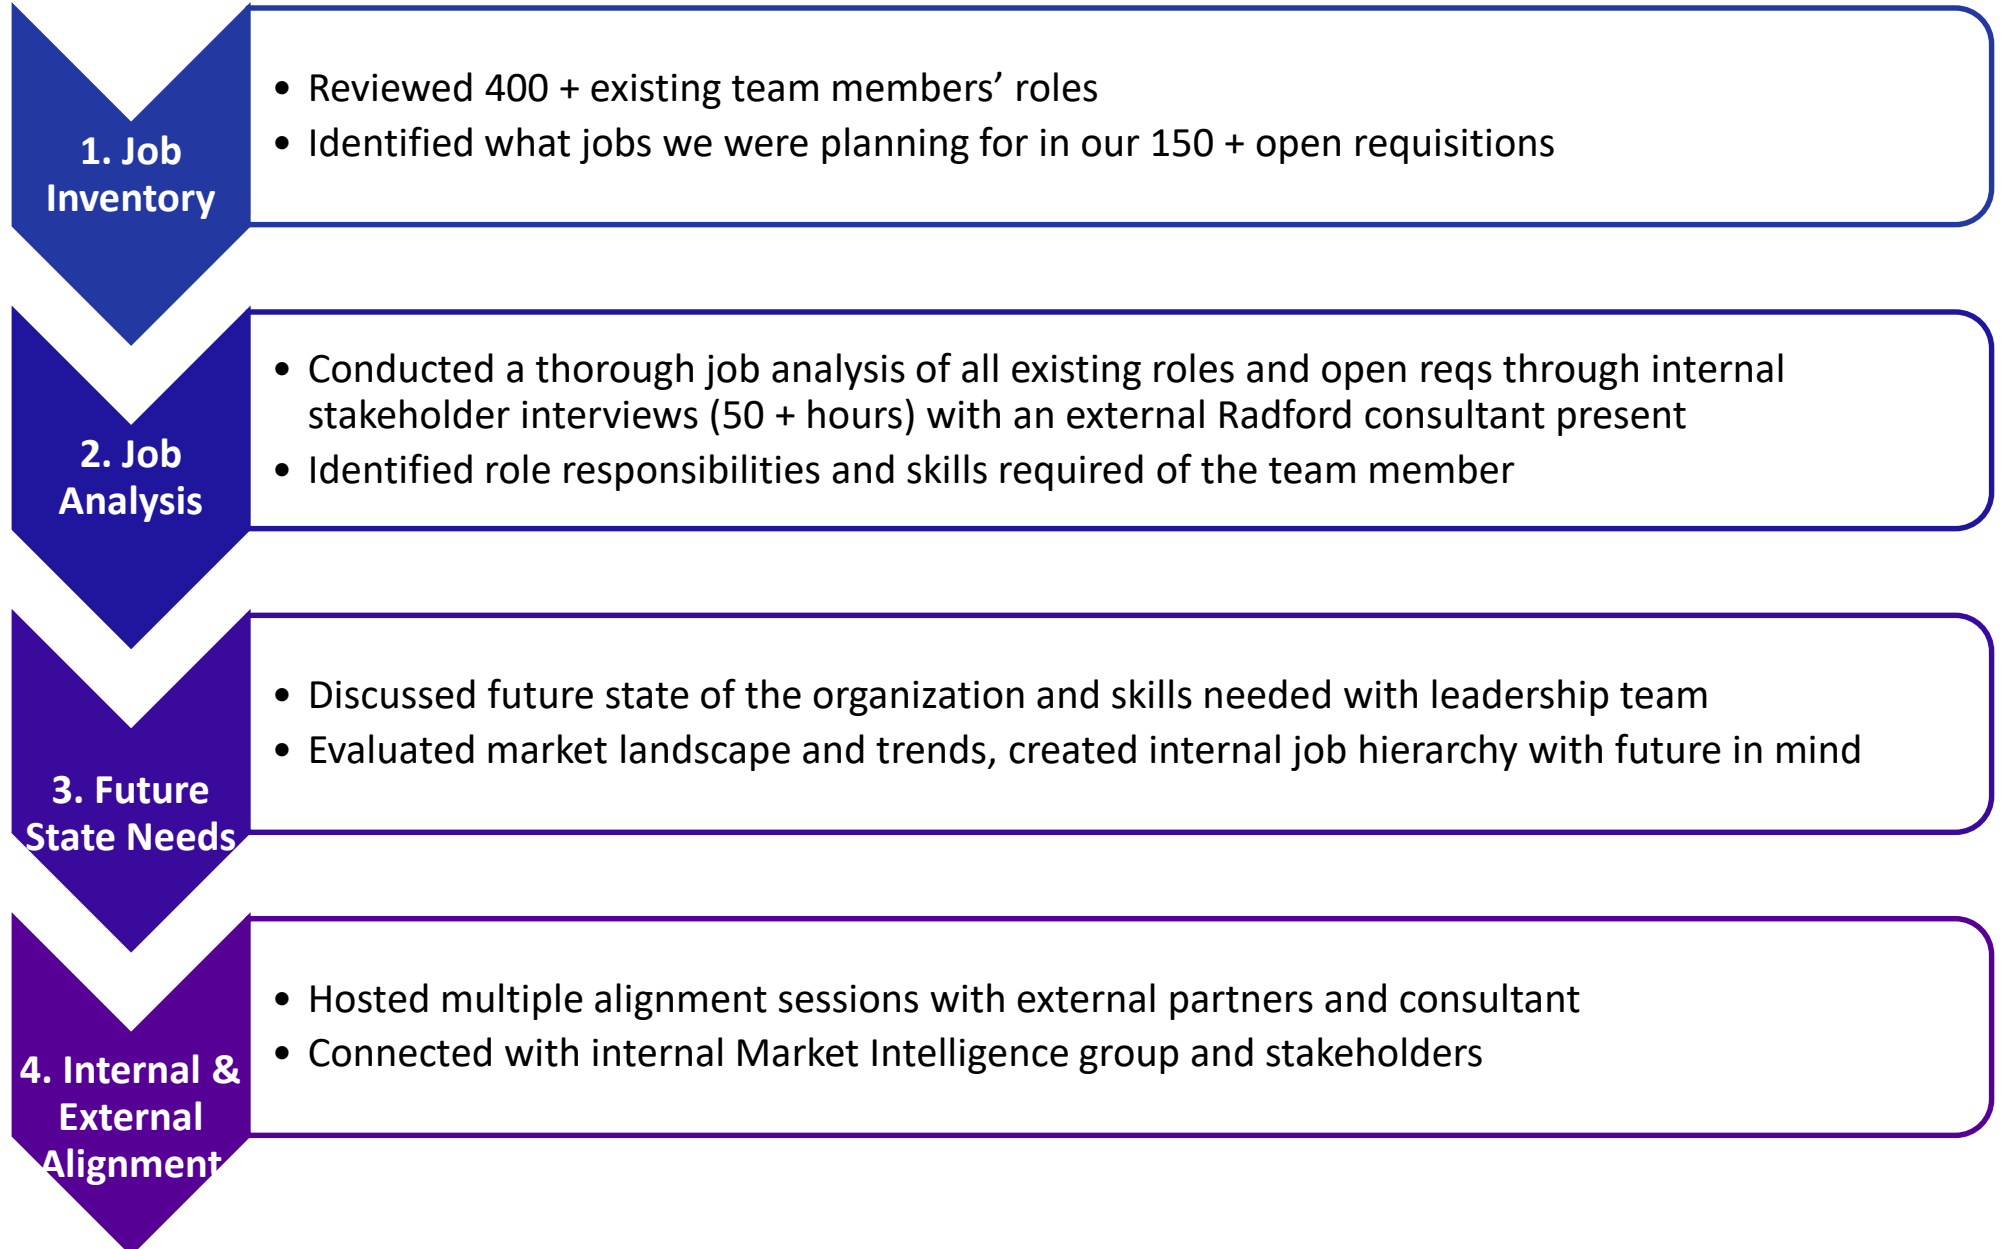 1. Job
Inventory
• Reviewed 400 + existing team members’ roles
• Identified what jobs we were planning for in our 150 + open requisitions
2. Job
Analysis
• Conducted a thorough job analysis of all existing roles and open reqs through internal
stakeholder interviews (50 + hours) with an external Radford consultant present
• Identified role responsibilities and skills required of the team member
3. Future
State Needs
• Discussed future state of the organization and skills needed with leadership team
• Evaluated market landscape and trends, created internal job hierarchy with future in mind
4. Internal &
External
Alignment
• Hosted multiple alignment sessions with external partners and consultant
• Connected with internal Market Intelligence group and stakeholders